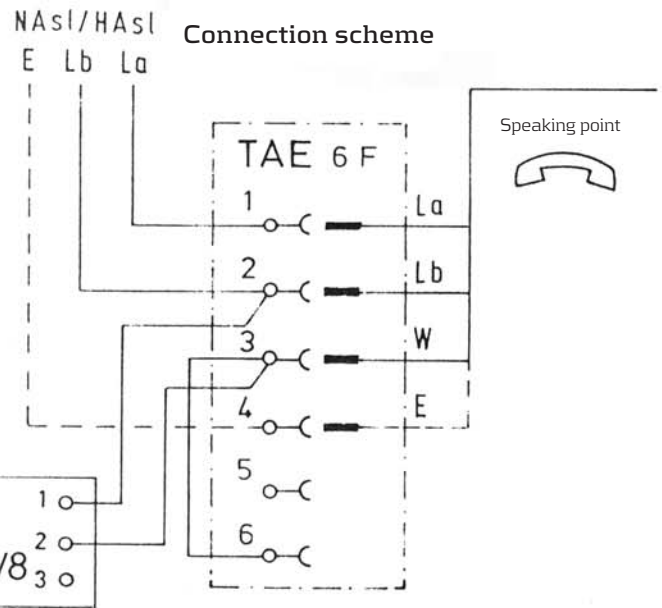 NAsl/HAsl
Connection scheme
E Lb La
Speaking point
TAE 6 F
1 La
2 Lb
3 W
4 E
5
6
1
2
/8 3